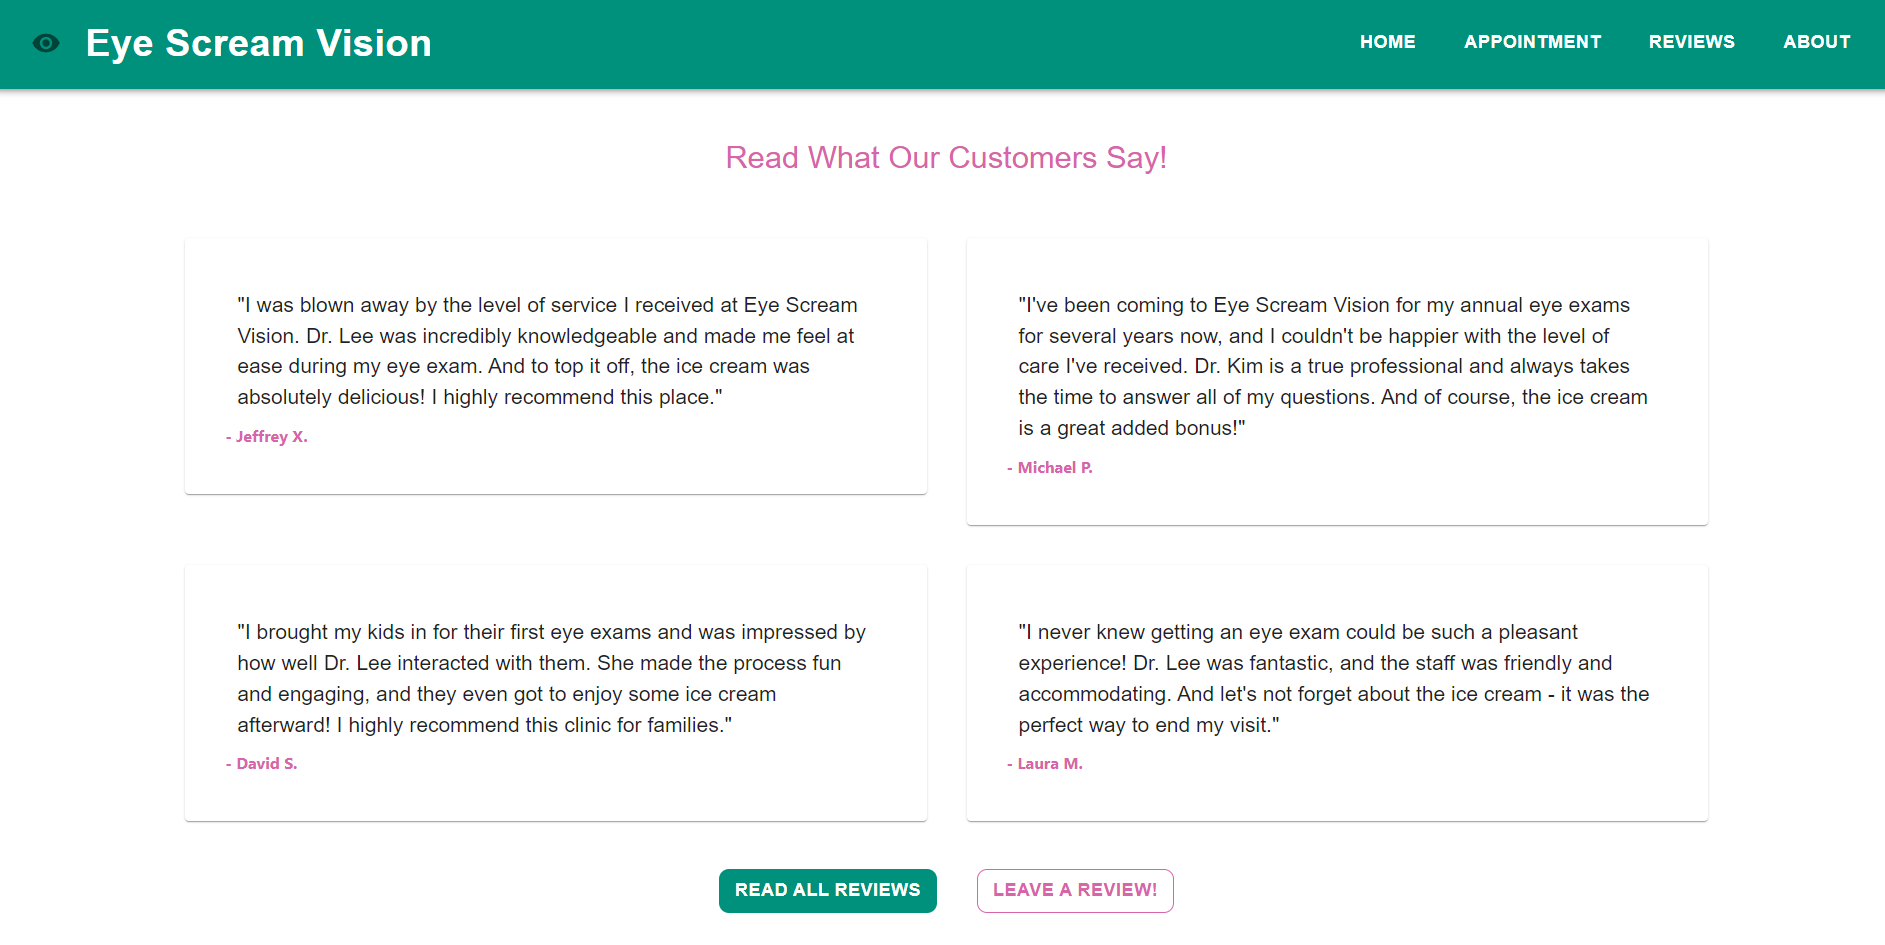 Eye Scream Vision
HOME APPOINTMENT REVIEWS ABOUT
Read What Our Customers Say!
"I was blown away by the level of service I received at Eye Scream
Vision. Dr. Lee was incredibly knowledgeable and made me feel at
ease during my eye exam. And to top it off, the ice cream was
absolutely delicious! I highly recommend this place."
- Jeffrey X.
"I've been coming to Eye Scream Vision for my annual eye exams
for several years now, and I couldn't be happier with the level of
care I've received. Dr. Kim is a true professional and always takes
the time to answer all of my questions. And of course, the ice cream
is a great added bonus!"
- Michael P.
"I brought my kids in for their first eye exams and was impressed by
how well Dr. Lee interacted with them. She made the process fun
and engaging, and they even got to enjoy some ice cream
afterward! I highly recommend this clinic for families."
- David S.
"I never knew getting an eye exam could be such a pleasant
experience! Dr. Lee was fantastic, and the staff was friendly and
accommodating. And let's not forget about the ice cream - it was the
perfect way to end my visit."
- Laura M.
READ ALL REVIEWS
LEAVE A REVIEW!